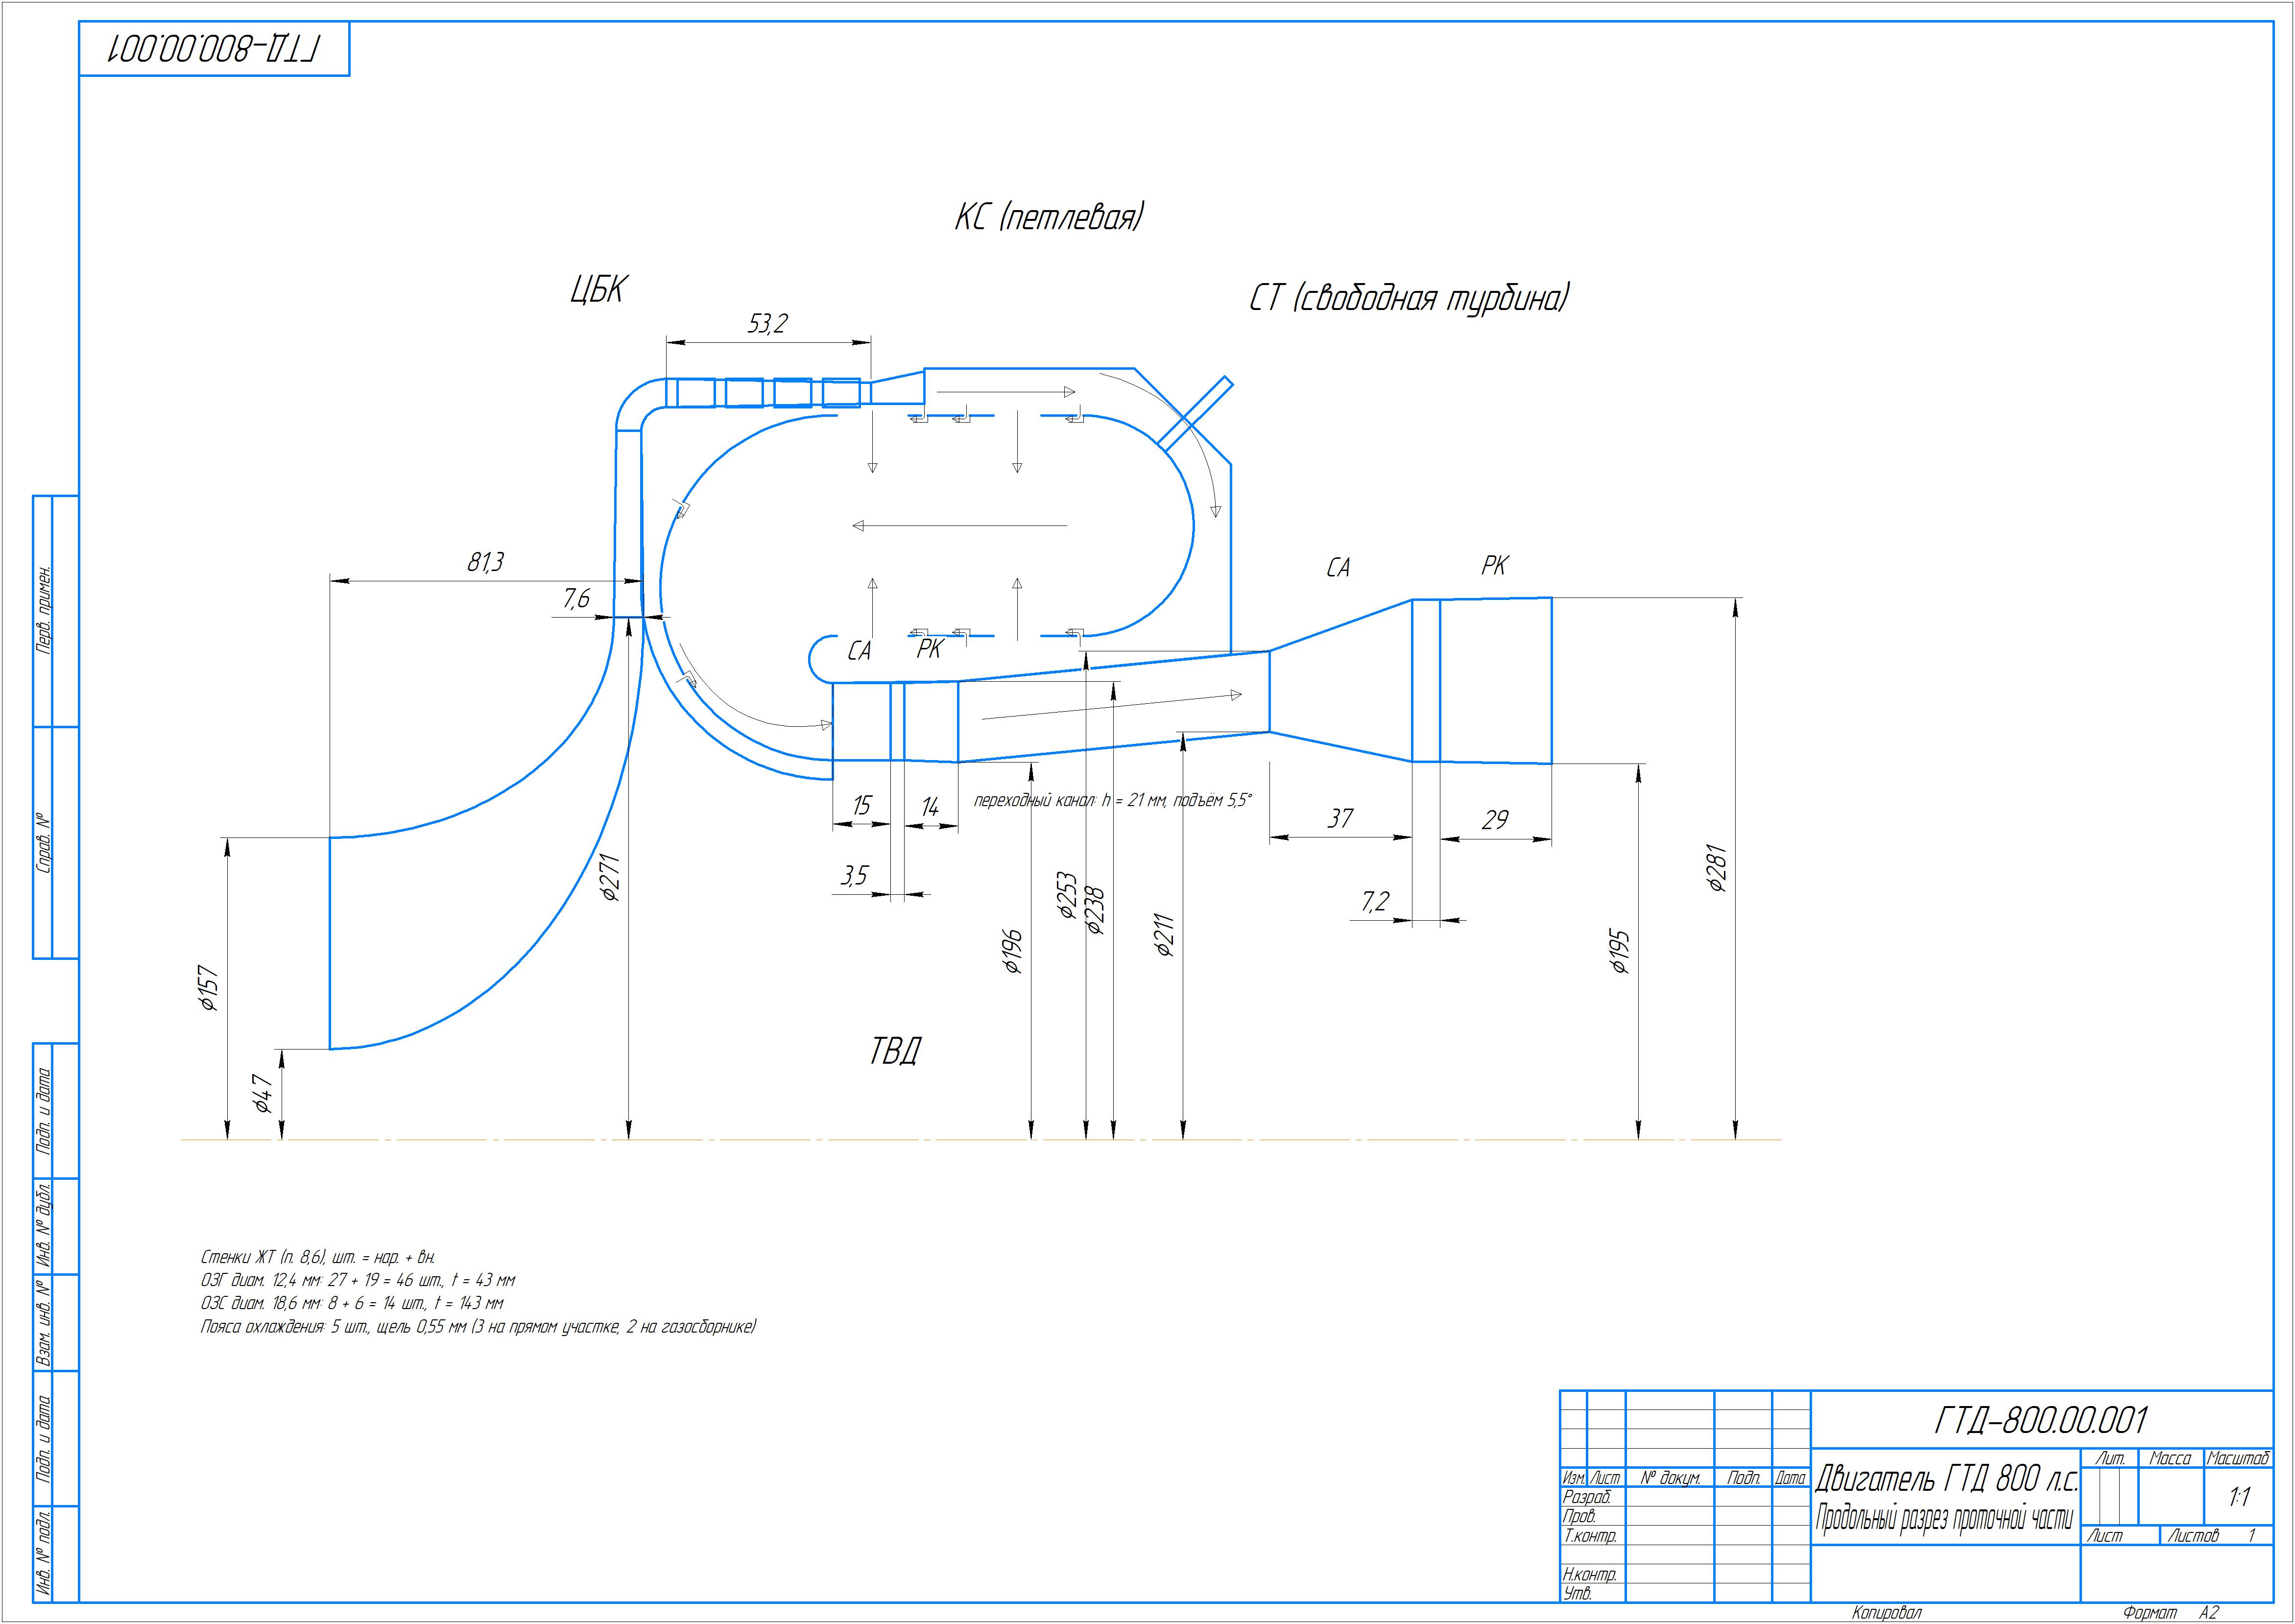 ГТД-800.00.001
КС (петлевая)
ЦБК
СТ (свободная турбина)
53,2
81,3
7,6
СА
РК
СА
РК
15
14
переходный канал: h = 21 мм, подъём 5,5°
37
29
3,5
7,2
ϕ271
ϕ253
ϕ238
ϕ281
ϕ196
ϕ211
ϕ195
ϕ157
ϕ47
ТВД
Стенки ЖТ (п. 8,6), шт. = нар. + вн.
ОЗГ диам. 12,4 мм: 27 + 19 = 46 шт., t = 43 мм
ОЗС диам. 18,6 мм: 8 + 6 = 14 шт., t = 143 мм
Пояса охлаждения: 5 шт., щель 0,55 мм (3 на прямом участке, 2 на газосборнике)
Перв. примен.
Справ. №
Подп. и дата
Инв. № дубл.
Взам. инв. №
Подп. и дата
Инв. № подл.
ГТД-800.00.001
Изм. Лист № докум. Подп. Дата
Разраб.
Пров.
Т.контр.
Н.контр.
Утв.
Двигатель ГТД 800 л.с.
Продольный разрез проточной части
Лит. Масса Масштаб
1:1
Лист Листов 1
Копировал Формат А2